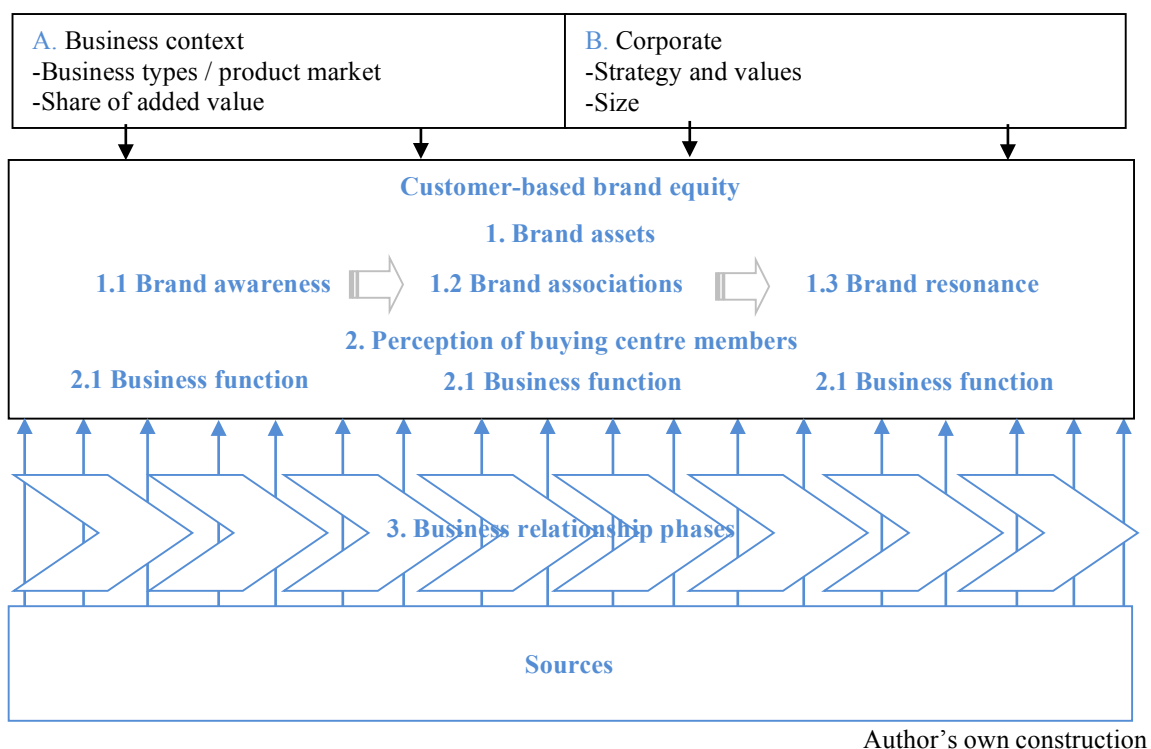 A. Business context
-Business types / product market
-Share of added value
B. Corporate
-Strategy and values
-Size
Customer-based brand equity
1. Brand assets
1.1 Brand awareness
1.2 Brand associations
1.3 Brand resonance
2. Perception of buying centre members
2.1 Business function
2.1 Business function
2.1 Business function
3. Business relationship phases
Sources
Author’s own construction